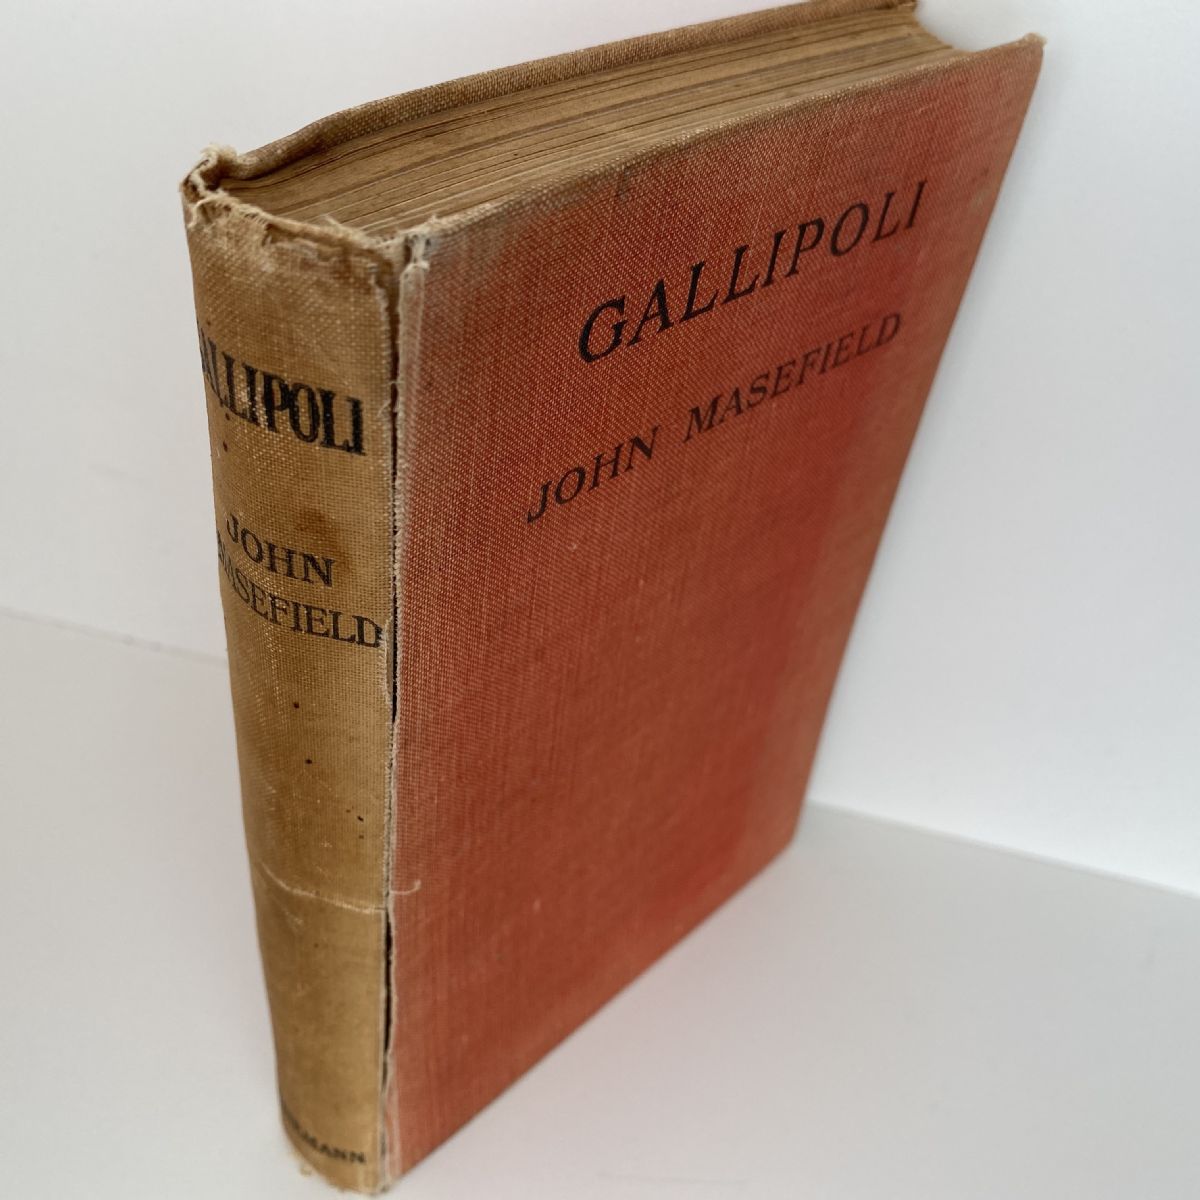 GALLIPOLI
JOHN MASEFIELD
GALLIPOLI
JOHN
MASEFIELD